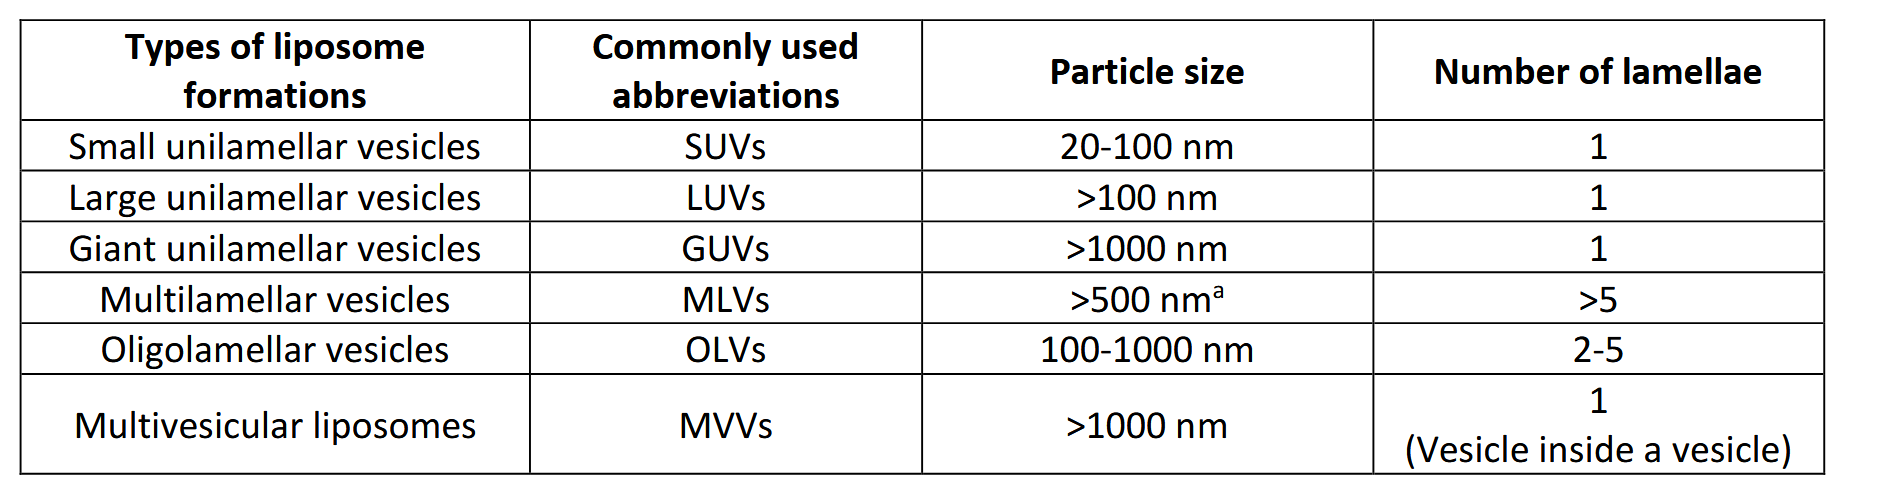 Types of liposome
formations
Commonly used
abbreviations
Particle size
Number of lamellae
Small unilamellar vesicles
SUVs
20-100 nm
1
Large unilamellar vesicles
LUVs
>100 nm
1
Giant unilamellar vesicles
GUVs
>1000 nm
1
Multilamellar vesicles
MLVs
>500 nmᵃ
>5
Oligolamellar vesicles
OLVs
100-1000 nm
2-5
Multivesicular liposomes
MVVs
>1000 nm
1
(Vesicle inside a vesicle)